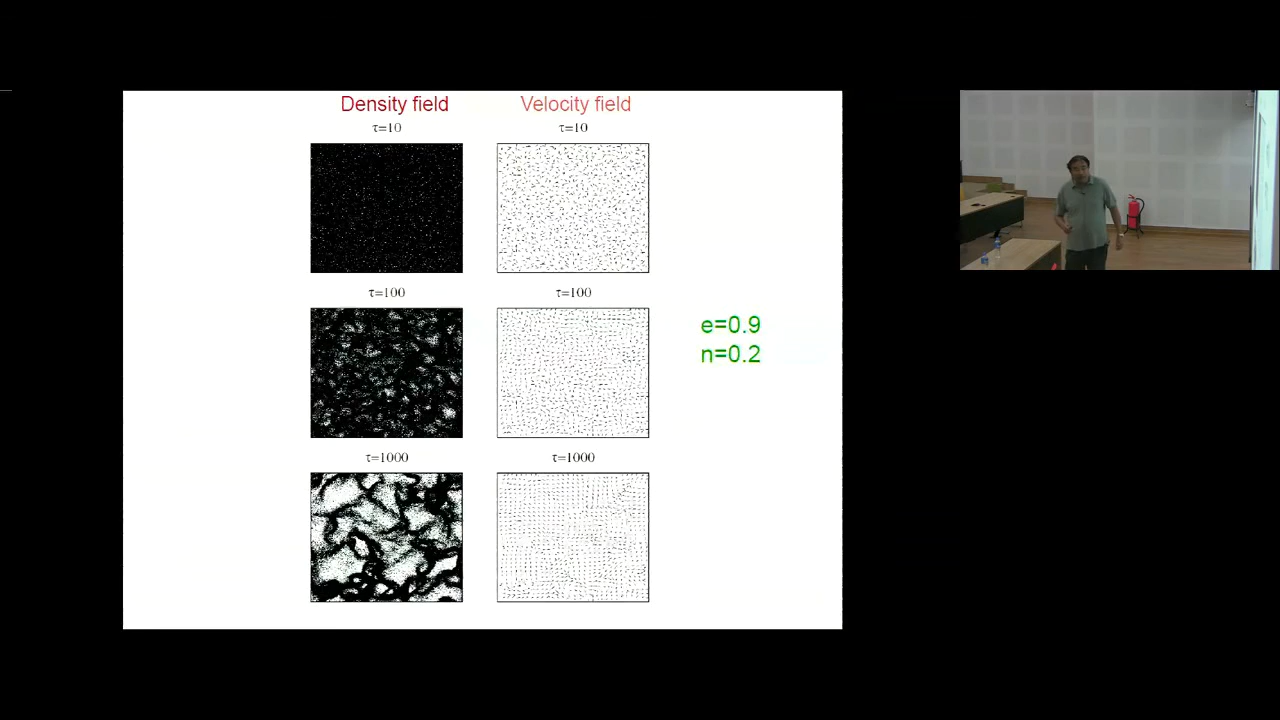 Density field Velocity field
τ=10 τ=10
τ=100 τ=100
e=0.9
n=0.2
τ=1000 τ=1000